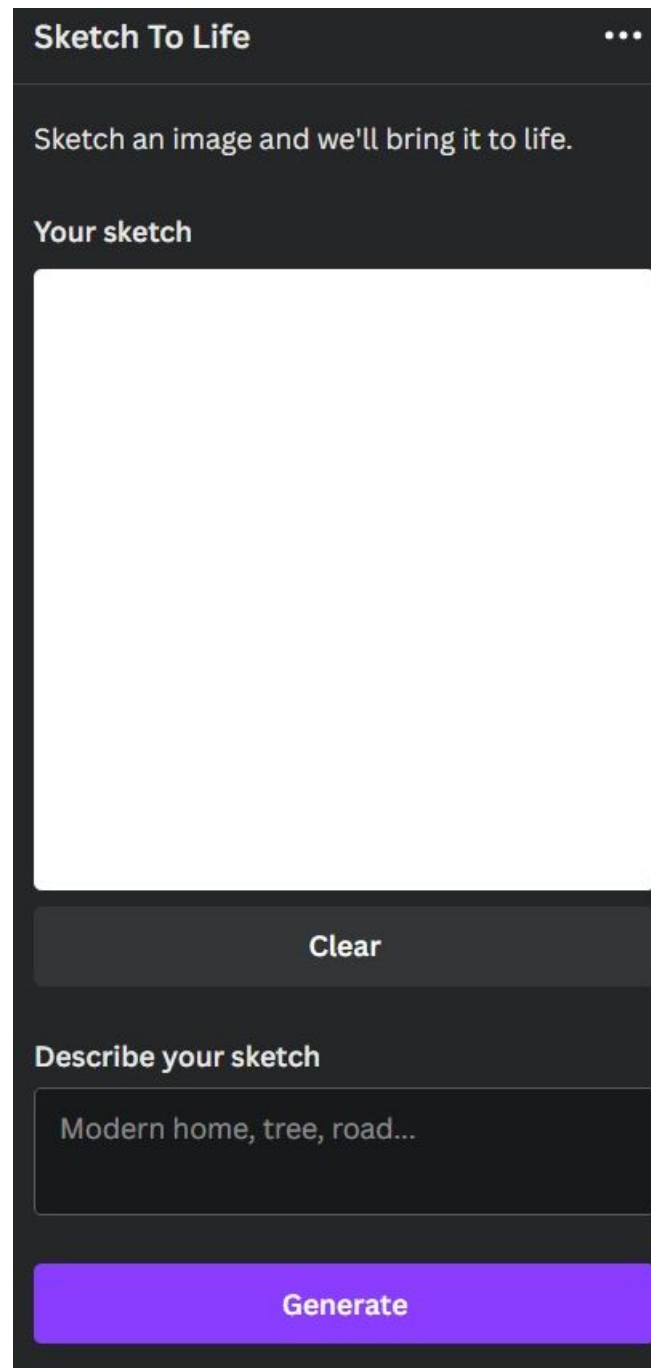 Sketch To Life
Sketch an image and we'll bring it to life.
Your sketch
Clear
Describe your sketch
Modern home, tree, road...
Generate